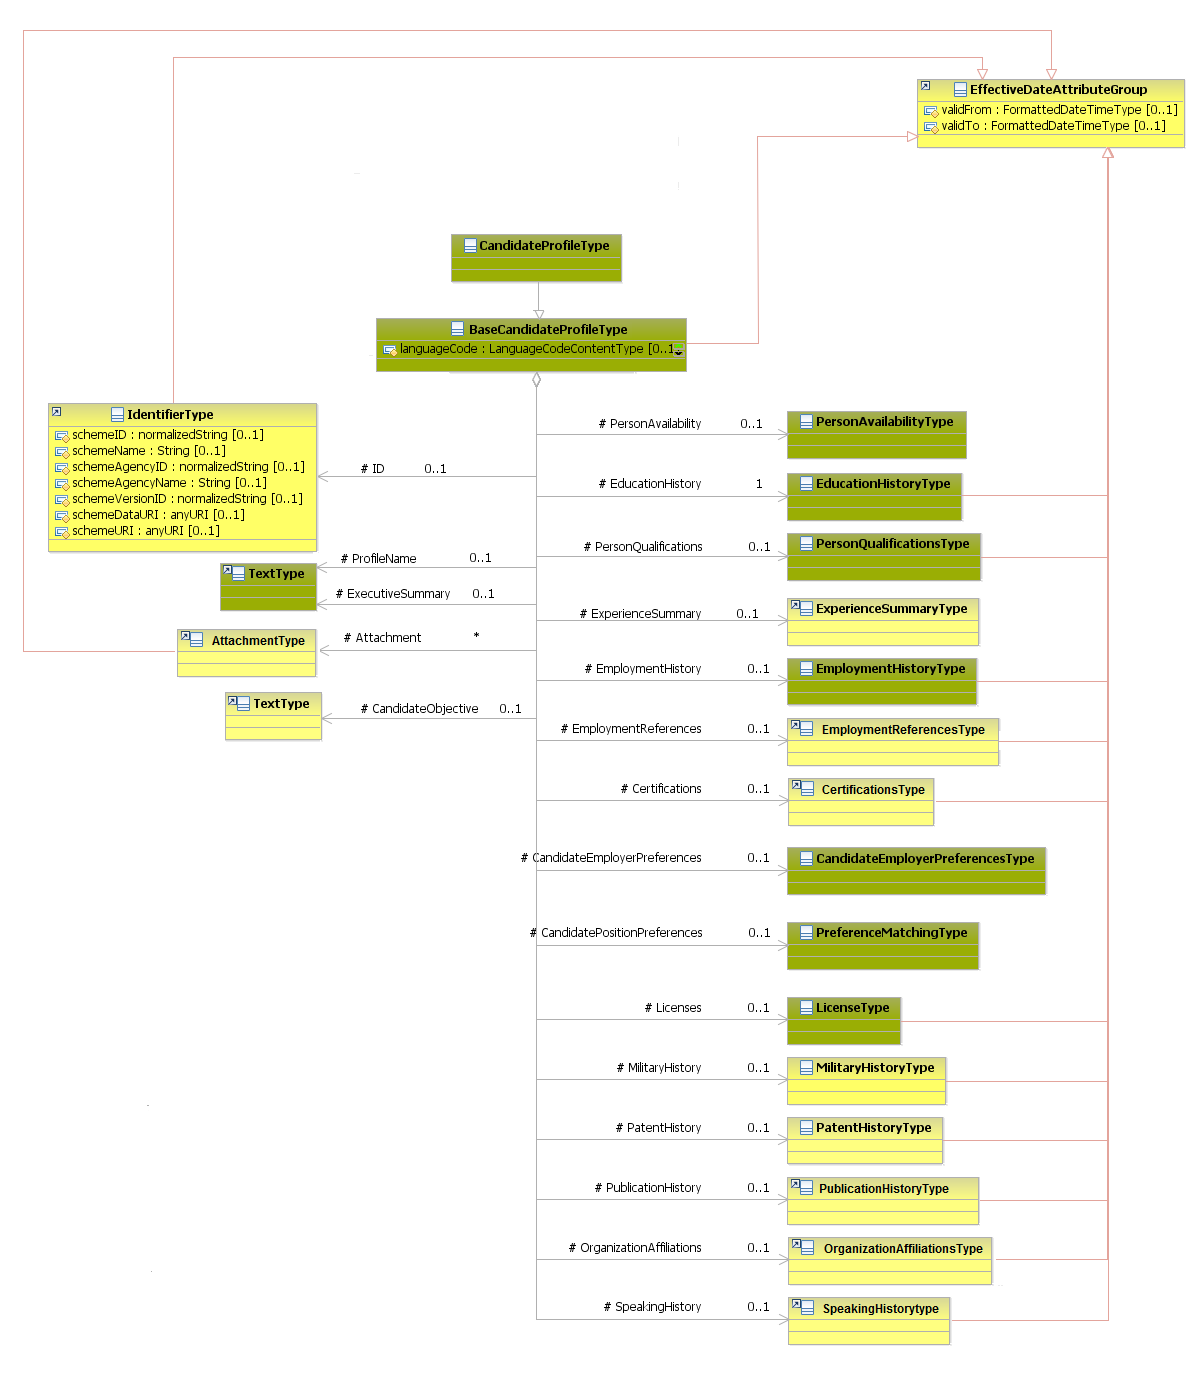 EffectiveDateAttributeGroup
validFrom : FormattedDateTimeType [0..1]
validTo : FormattedDateTimeType [0..1]
CandidateProfileType
BaseCandidateProfileType
languageCode : LanguageCodeContentType [0..1
IdentifierType
schemeID : normalizedString [0..1]
schemeName : String [0..1]
schemeAgencyID : normalizedString [0..1]
schemeAgencyName : String [0..1]
schemeVersionID : normalizedString [0..1]
schemeDataURI : anyURI [0..1]
schemeURI : anyURI [0..1]
# ID 0..1
# ProfileName 0..1
TextType
# ExecutiveSummary 0..1
# Attachment *
AttachmentType
TextType
# CandidateObjective 0..1
# PersonAvailability 0..1
PersonAvailabilityType
# EducationHistory 1
EducationHistoryType
# PersonQualifications 0..1
PersonQualificationsType
# ExperienceSummary 0..1
ExperienceSummaryType
# EmploymentHistory 0..1
EmploymentHistoryType
# EmploymentReferences 0..1
EmploymentReferencesType
# Certifications 0..1
CertificationsType
# CandidateEmployerPreferences 0..1
CandidateEmployerPreferencesType
# CandidatePositionPreferences 0..1
PreferenceMatchingType
# Licenses 0..1
LicenseType
# MilitaryHistory 0..1
MilitaryHistoryType
# PatentHistory 0..1
PatentHistoryType
# PublicationHistory 0..1
PublicationHistoryType
# OrganizationAffiliations 0..1
OrganizationAffiliationsType
# SpeakingHistory 0..1
SpeakingHistorytype